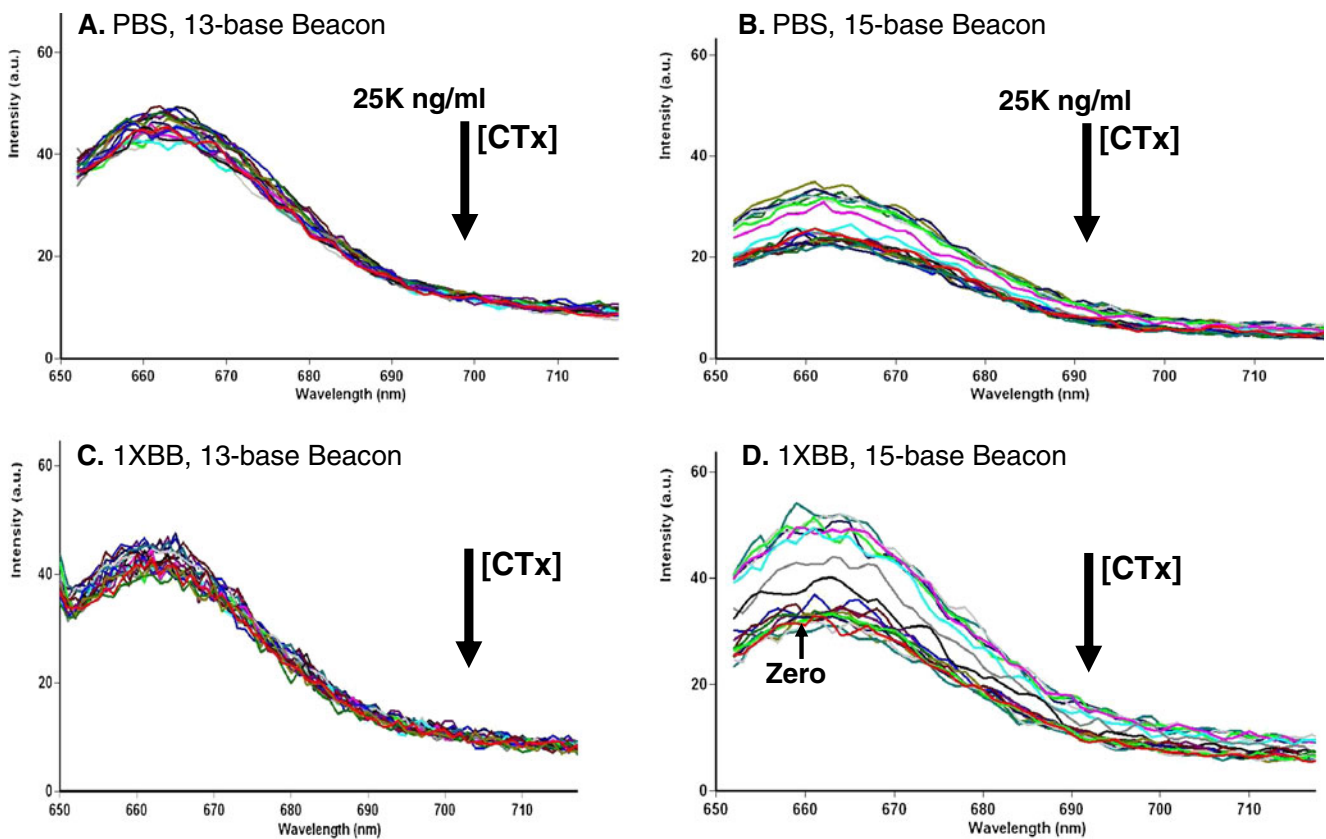 A. PBS, 13-base Beacon
Intensity (a.u.)
60
40
20
0
25K ng/ml
[CTx]
650 660 670 680 690 700 710
Wavelength (nm)
B. PBS, 15-base Beacon
Intensity (a.u.)
60
40
20
0
25K ng/ml
[CTx]
650 660 670 680 690 700 710
Wavelength (nm)
C. 1XBB, 13-base Beacon
Intensity (a.u.)
60
40
20
0
[CTx]
650 660 670 680 690 700 710
Wavelength (nm)
D. 1XBB, 15-base Beacon
Intensity (a.u.)
60
40
20
0
[CTx]
Zero
650 660 670 680 690 700 710
Wavelength (nm)